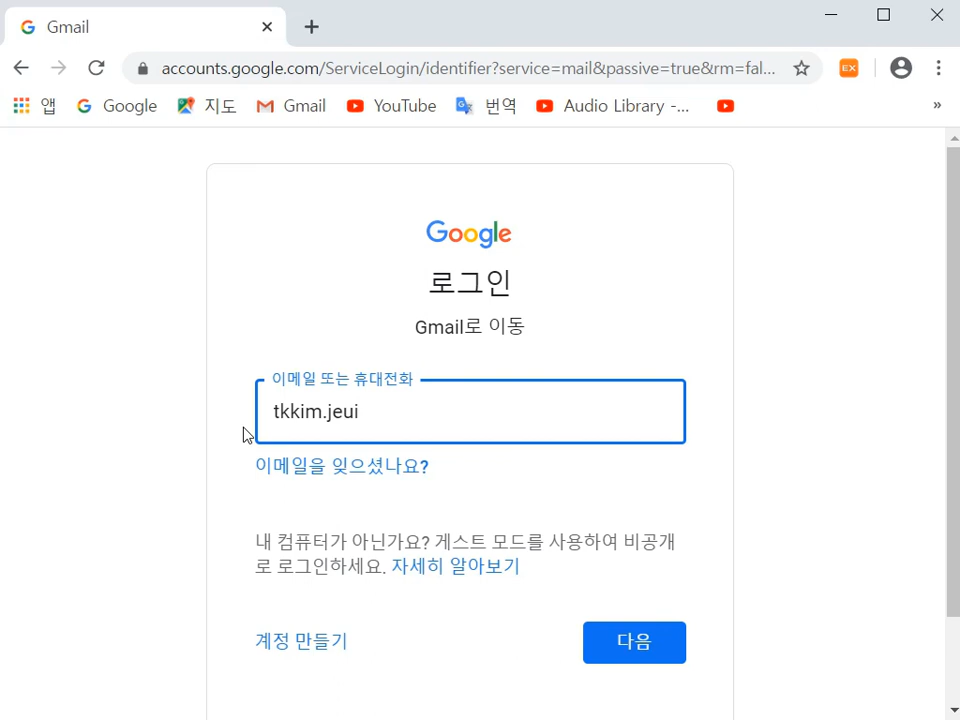 Gmail
accounts.google.com/ServiceLogin/identifier?service=mail&passive=true&rm=fal...
EX
앱 Google 지도 Gmail YouTube 번역 Audio Library -... »
Google
로그인
Gmail로 이동
이메일 또는 휴대전화
tkkim.jeui
이메일을 잊으셨나요?
내 컴퓨터가 아닌가요? 게스트 모드를 사용하여 비공개
로 로그인하세요. 자세히 알아보기
계정 만들기
다음